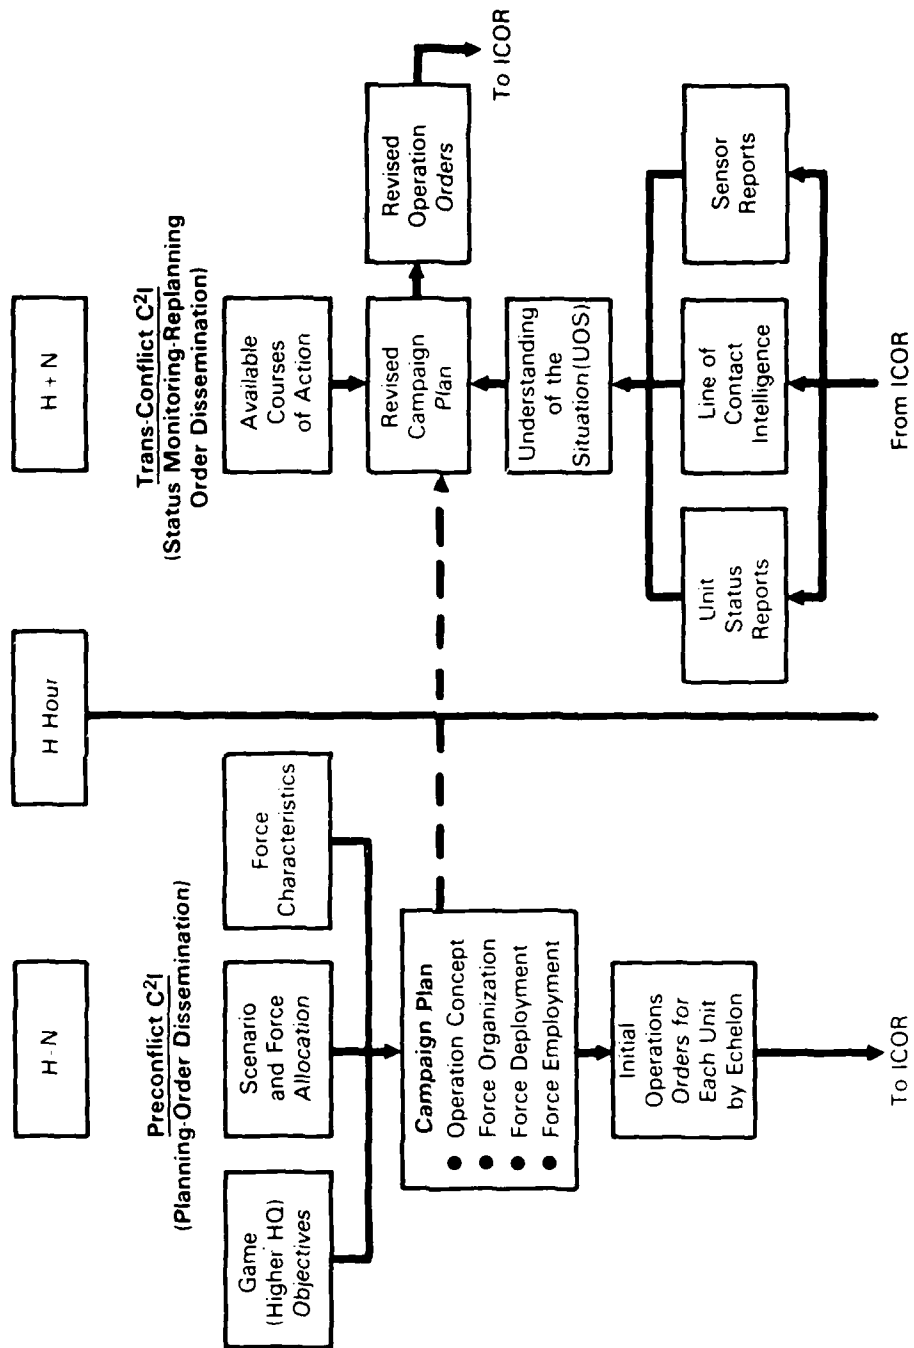 H-N
H Hour
H + N
Preconflict C²I
(Planning-Order Dissemination)
Trans-Conflict C²I
(Status Monitoring-Replanning
Order Dissemination)
Game
(Higher HQ)
Objectives
Scenario
and Force
Allocation
Force
Characteristics
Campaign Plan
● Operation Concept
● Force Organization
● Force Deployment
● Force Employment
Initial
Operations
Orders for
Each Unit
by Echelon
To ICOR
Available
Courses
of Action
Revised
Campaign
Plan
Revised
Operation
Orders
To ICOR
Understanding
of the
Situation (UOS)
Unit
Status
Reports
Line of
Contact
Intelligence
Sensor
Reports
From ICOR